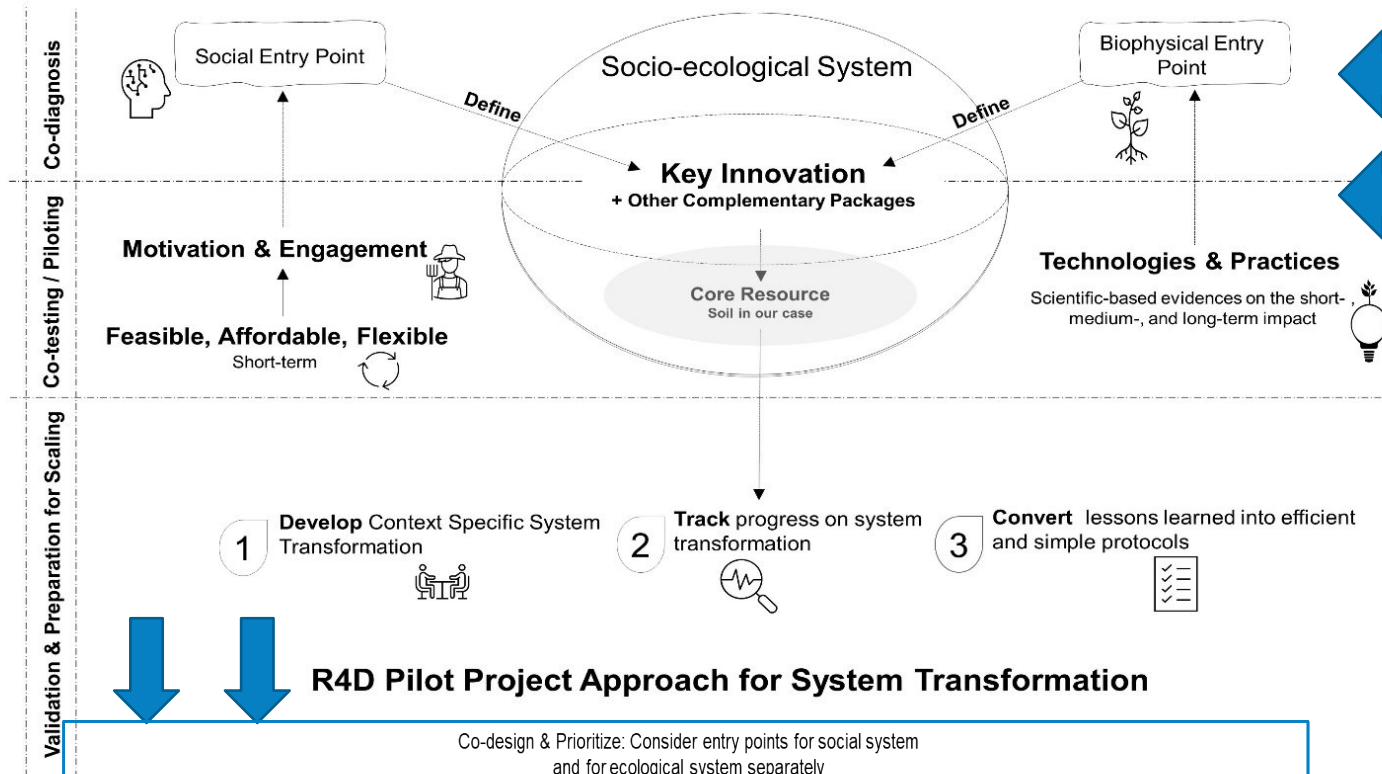 Co-diagnosis
Social Entry Point
Socio-ecological System
Biophysical Entry
Point
Define
Define
Key Innovation
+ Other Complementary Packages
Co-testing / Piloting
Motivation & Engagement
Feasible, Affordable, Flexible
Short-term
Core Resource
Soil in our case
Technologies & Practices
Scientific-based evidences on the short-,
medium-, and long-term impact
Validation & Preparation for Scaling
1
Develop Context Specific System
Transformation
2
Track progress on system
transformation
3
Convert lessons learned into efficient
and simple protocols
R4D Pilot Project Approach for System Transformation
Co-design & Prioritize: Consider entry points for social system
and for ecological system separately